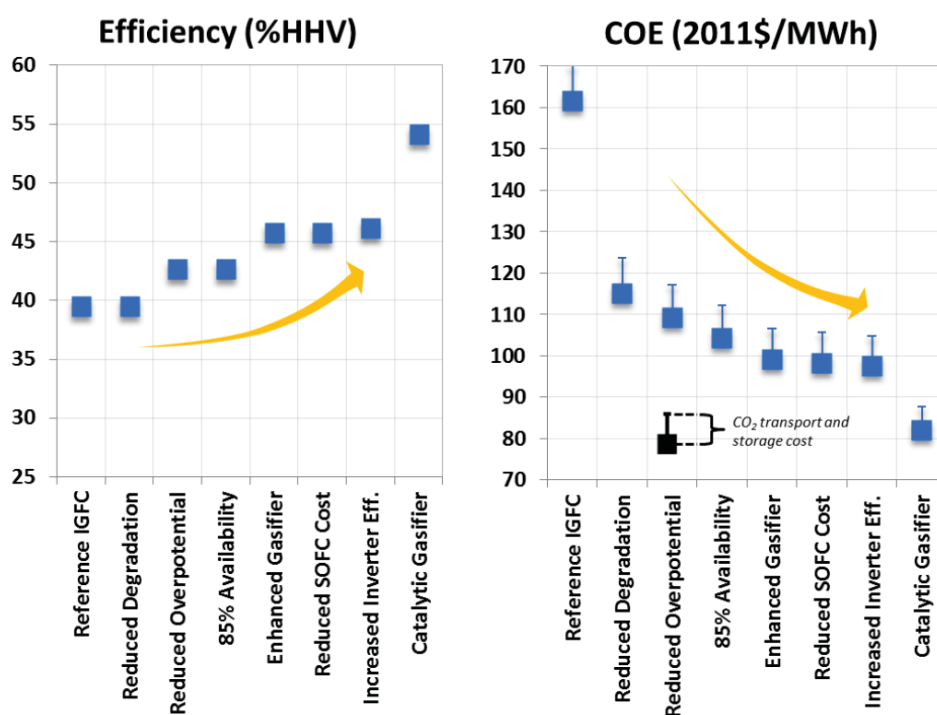 Efficiency (%HHV)
60
55
50
45
40
35
30
25
Reference IGFC
Reduced Degradation
Reduced Overpotential
85% Availability
Enhanced Gasifier
Reduced SOFC Cost
Increased Inverter Eff.
Catalytic Gasifier
COE (2011$/MWh)
170
160
150
140
130
120
110
100
90
80
70
CO₂ transport and
storage cost
Reference IGFC
Reduced Degradation
Reduced Overpotential
85% Availability
Enhanced Gasifier
Reduced SOFC Cost
Increased Inverter Eff.
Catalytic Gasifier